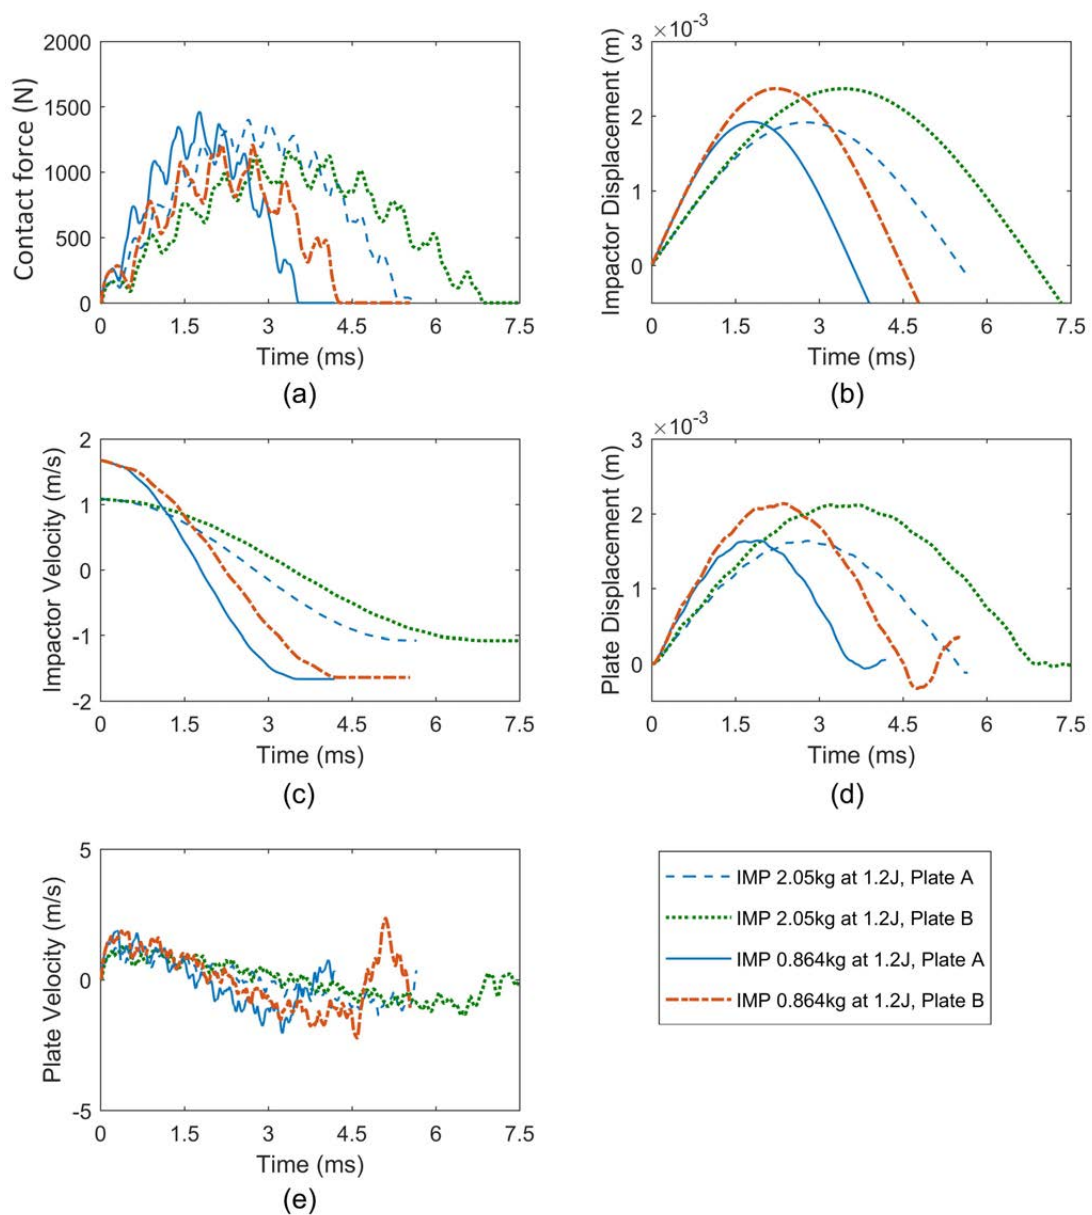 2000
1500
1000
500
0
0 1.5 3 4.5 6 7.5
Contact force (N)
Time (ms)
(a)
×10⁻³
3
2
1
0
0 1.5 3 4.5 6 7.5
Impactor Displacement (m)
Time (ms)
(b)
2
1
0
-1
-2
0 1.5 3 4.5 6 7.5
Impactor Velocity (m/s)
Time (ms)
(c)
×10⁻³
3
2
1
0
0 1.5 3 4.5 6 7.5
Plate Displacement (m)
Time (ms)
(d)
5
0
-5
0 1.5 3 4.5 6 7.5
Plate Velocity (m/s)
Time (ms)
(e)
IMP 2.05kg at 1.2J, Plate A
IMP 2.05kg at 1.2J, Plate B
IMP 0.864kg at 1.2J, Plate A
IMP 0.864kg at 1.2J, Plate B